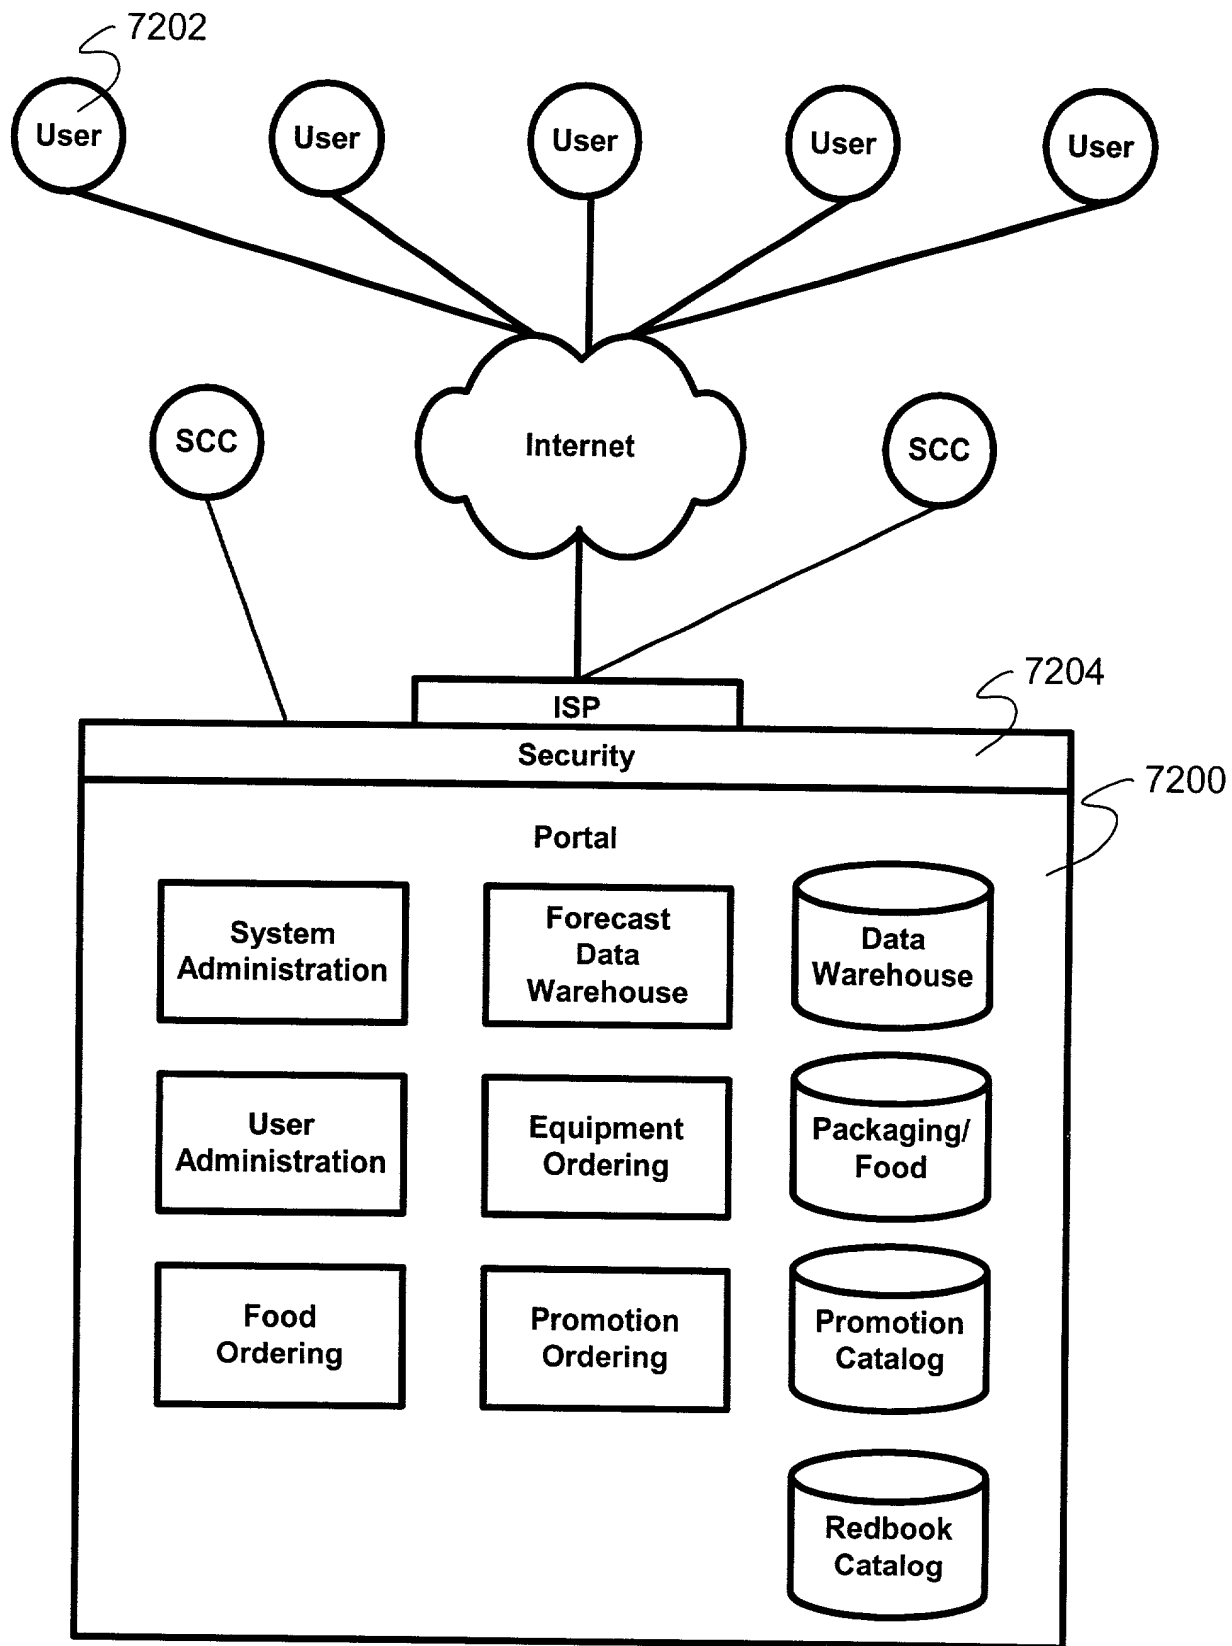 7202
User
User
User
User
User
SCC
Internet
SCC
7204
ISP
Security
7200
Portal
System
Administration
Forecast
Data
Warehouse
Data
Warehouse
User
Administration
Equipment
Ordering
Packaging/
Food
Food
Ordering
Promotion
Ordering
Promotion
Catalog
Redbook
Catalog